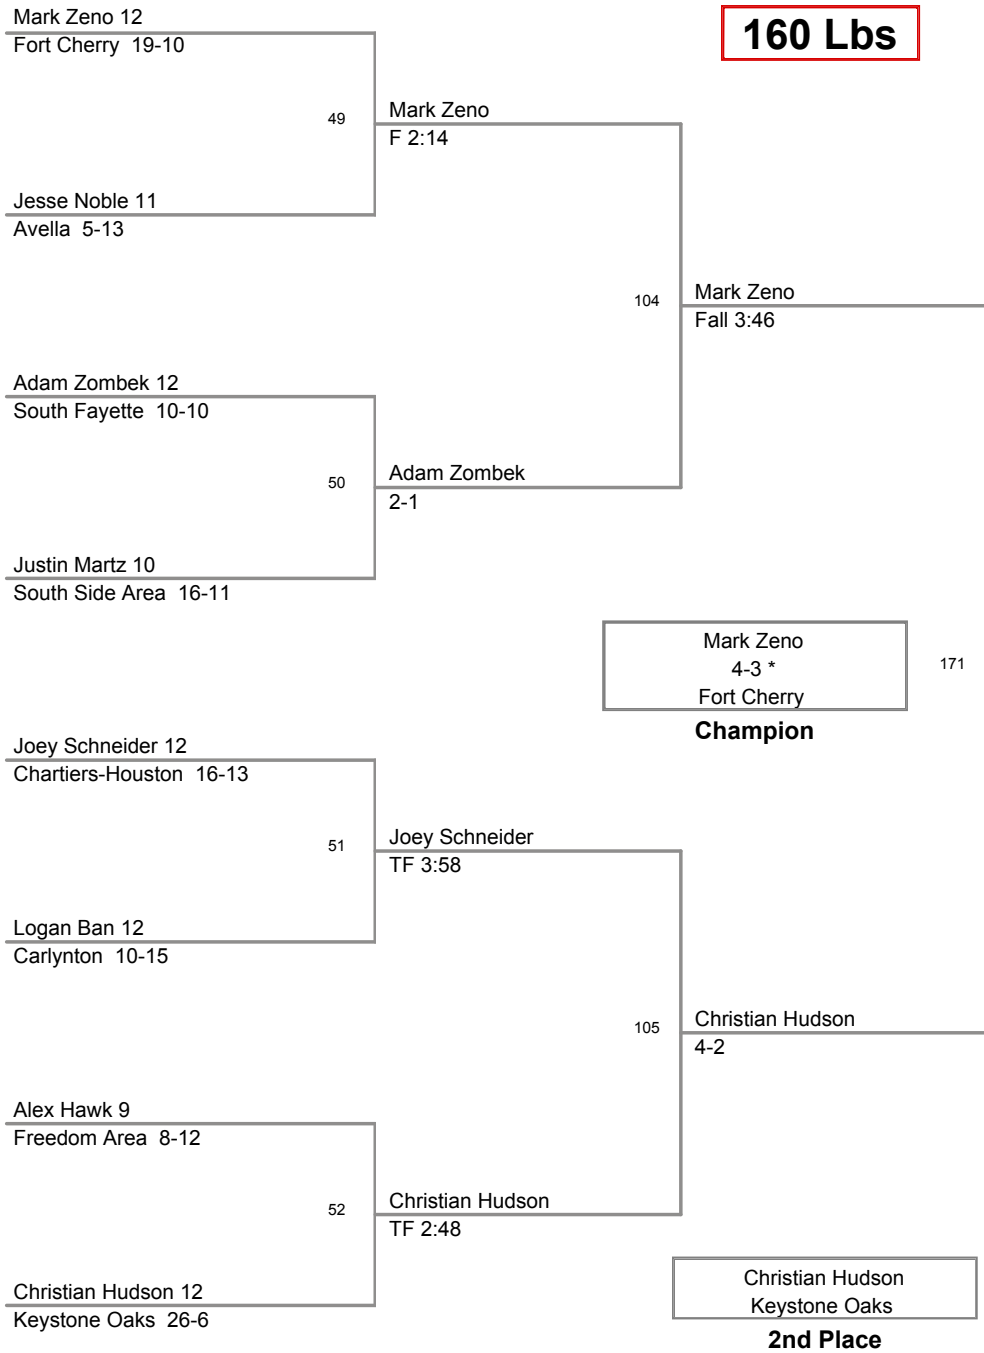 Mark Zeno 12
Fort Cherry 19-10
160 Lbs
49
Mark Zeno
F 2:14
Jesse Noble 11
Avella 5-13
104
Mark Zeno
Fall 3:46
Adam Zombek 12
South Fayette 10-10
50
Adam Zombek
2-1
Justin Martz 10
South Side Area 16-11
Mark Zeno
4-3 *
Fort Cherry
171
Champion
Joey Schneider 12
Chartiers-Houston 16-13
51
Joey Schneider
TF 3:58
Logan Ban 12
Carlynton 10-15
105
Christian Hudson
4-2
Alex Hawk 9
Freedom Area 8-12
52
Christian Hudson
TF 2:48
Christian Hudson 12
Keystone Oaks 26-6
Christian Hudson
Keystone Oaks
2nd Place